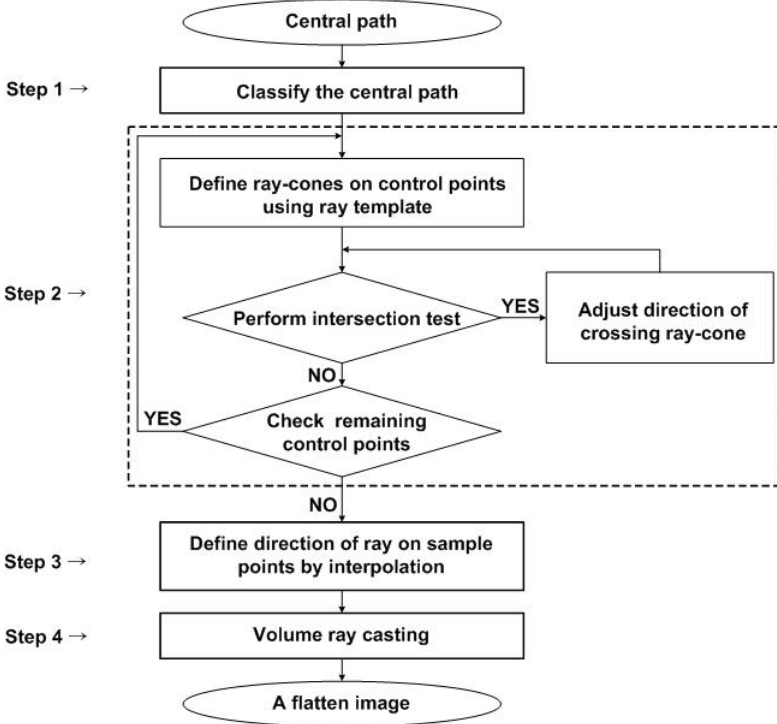 Central path
Step 1 →
Classify the central path
Define ray-cones on control points
using ray template
Step 2 →
Perform intersection test
YES
Adjust direction of
crossing ray-cone
NO
YES
Check remaining
control points
NO
Step 3 →
Define direction of ray on sample
points by interpolation
Step 4 →
Volume ray casting
A flatten image